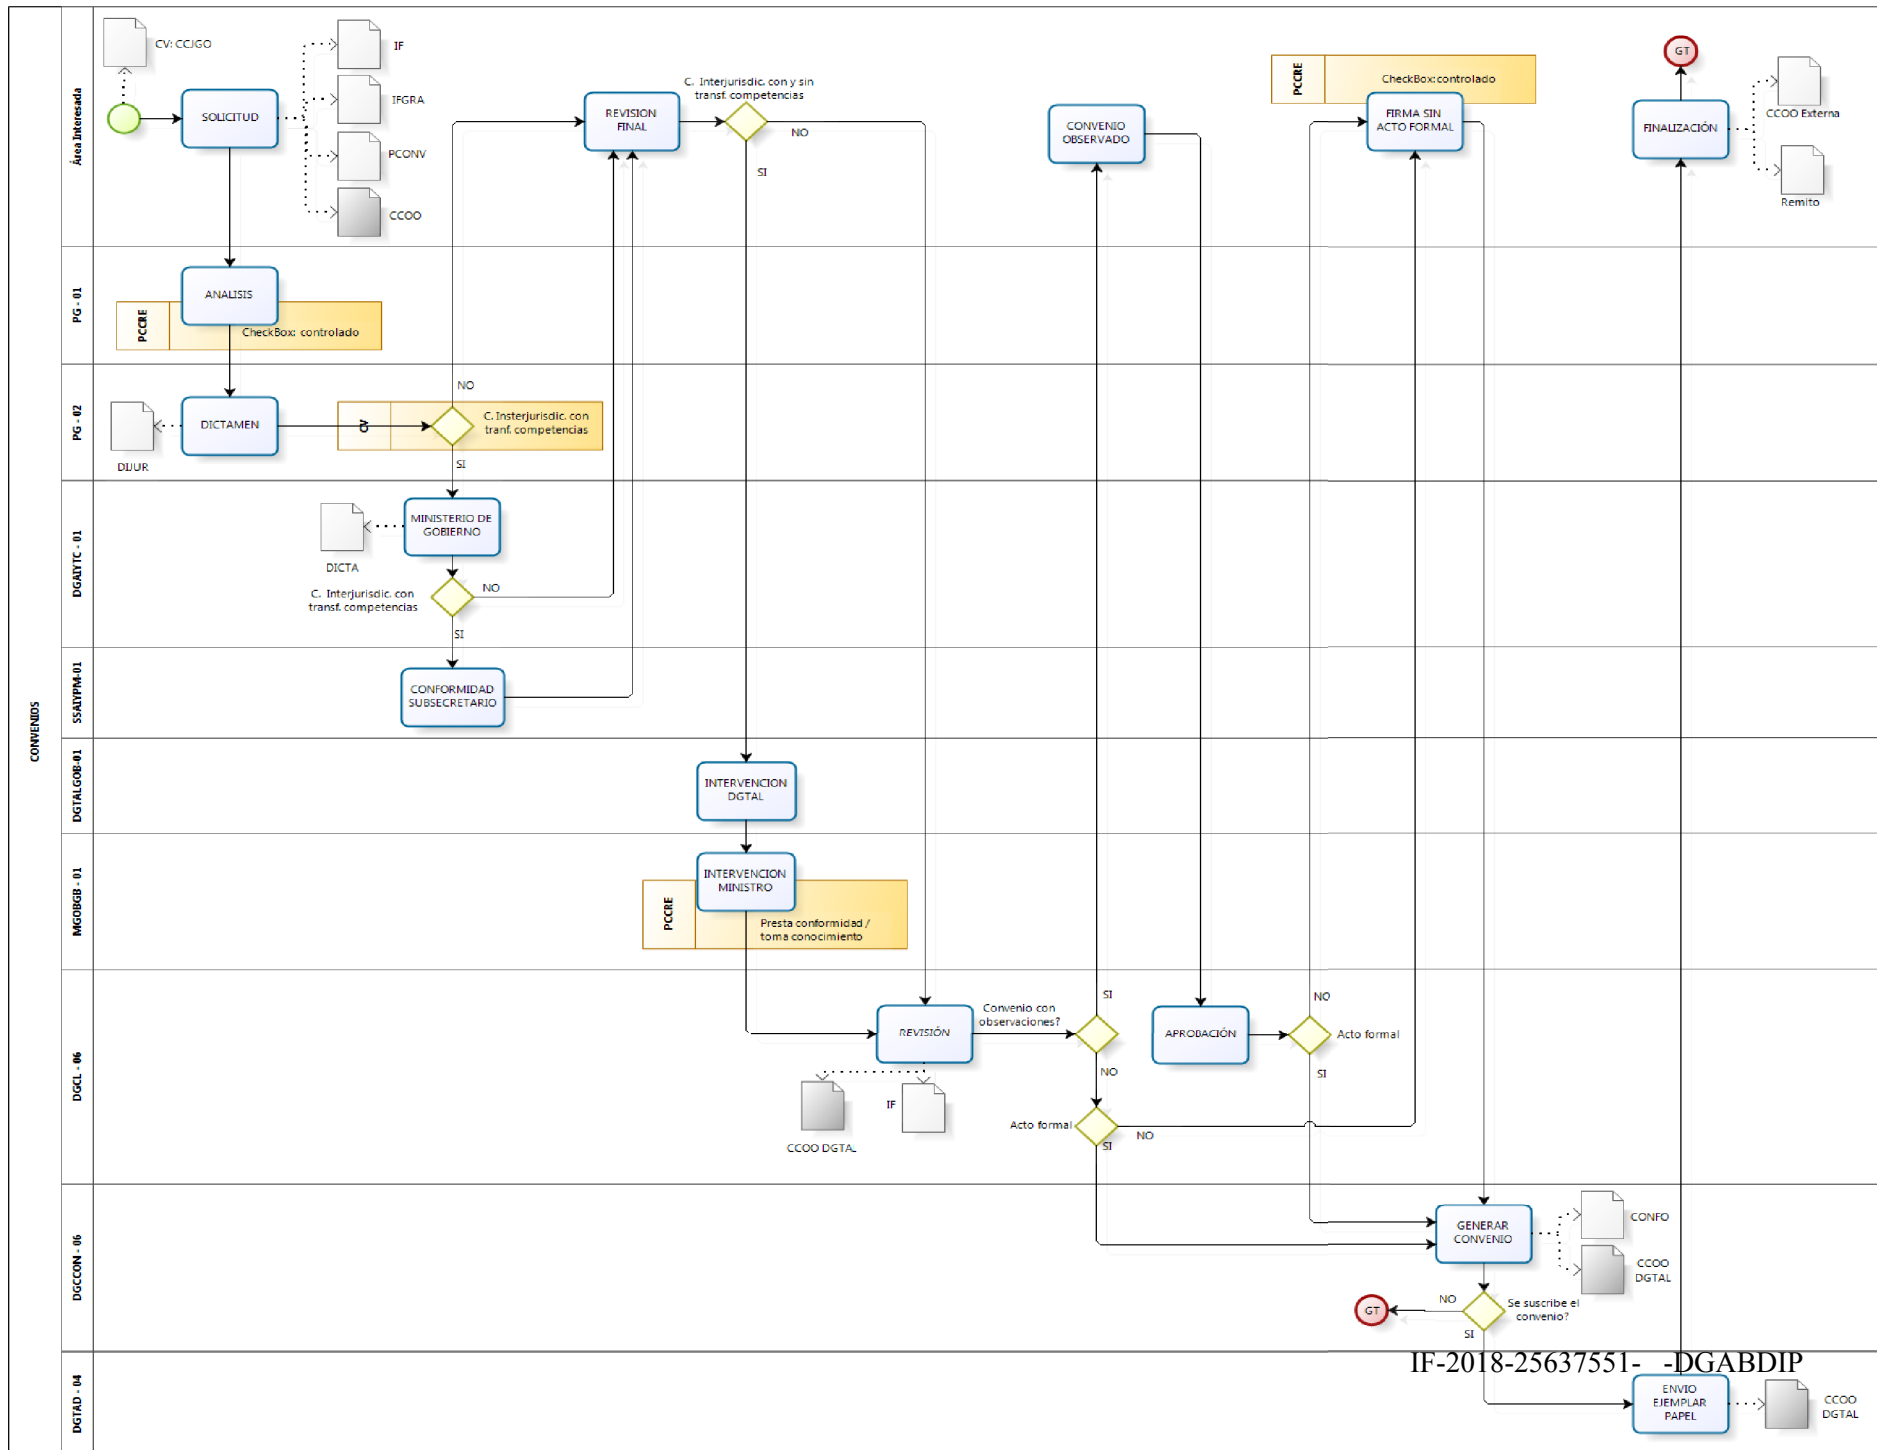 CONVENIOS
Área Interesada
CV: CCJGO
SOLICITUD
IF
IFGRA
PCONV
CCOO
REVISION
FINAL
C. Interjurisdic. con y sin
transf. competencias
NO
SI
CONVENIO
OBSERVADO
PCCRE
CheckBox: controlado
FIRMA SIN
ACTO FORMAL
GT
FINALIZACIÓN
CCOO Externa
Remito
PG - 01
ANALISIS
PCCRE
CheckBox: controlado
PG - 02
DICTAMEN
DIJUR
CV
NO
C. Insterjurisdic. con
tranf. competencias
SI
DGAIYTC - 01
MINISTERIO DE
GOBIERNO
DICTA
C. Interjurisdic. con
transf. competencias
NO
SI
SSAIYPM-01
CONFORMIDAD
SUBSECRETARIO
DGTALGOB-01
INTERVENCION
DGTAL
MGOBGB - 01
INTERVENCION
MINISTRO
PCCRE
Presta conformidad /
toma conocimiento
DGCL - 06
REVISIÓN
Convenio con
observaciones?
SI
NO
CCOO DGTAL
IF
Acto formal
NO
SI
APROBACIÓN
NO
Acto formal
SI
DGCCON - 06
GENERAR
CONVENIO
CONFO
CCOO
DGTAL
GT
NO
Se suscribe el
convenio?
SI
IF-2018-25637551- -DGABDIP
DGTAD - 04
ENVIO
EJEMPLAR
PAPEL
CCOO
DGTAL